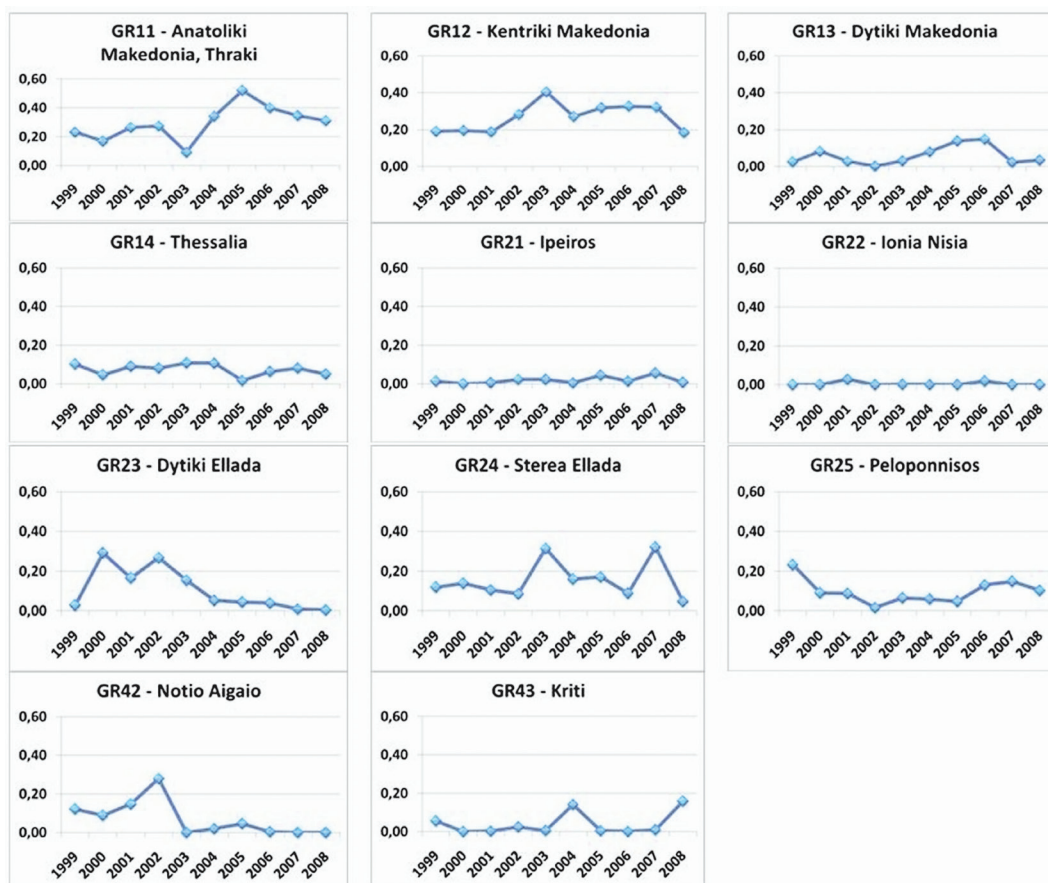 GR11 - Anatoliki
Makedonia, Thraki
0,60
0,40
0,20
0,00
1999 2000 2001 2002 2003 2004 2005 2006 2007 2008
GR12 - Kentriki Makedonia
0,60
0,40
0,20
0,00
1999 2000 2001 2002 2003 2004 2005 2006 2007 2008
GR13 - Dytiki Makedonia
0,60
0,40
0,20
0,00
1999 2000 2001 2002 2003 2004 2005 2006 2007 2008
GR14 - Thessalia
0,60
0,40
0,20
0,00
1999 2000 2001 2002 2003 2004 2005 2006 2007 2008
GR21 - Ipeiros
0,60
0,40
0,20
0,00
1999 2000 2001 2002 2003 2004 2005 2006 2007 2008
GR22 - Ionia Nisia
0,60
0,40
0,20
0,00
1999 2000 2001 2002 2003 2004 2005 2006 2007 2008
GR23 - Dytiki Ellada
0,60
0,40
0,20
0,00
1999 2000 2001 2002 2003 2004 2005 2006 2007 2008
GR24 - Sterea Ellada
0,60
0,40
0,20
0,00
1999 2000 2001 2002 2003 2004 2005 2006 2007 2008
GR25 - Peloponnisos
0,60
0,40
0,20
0,00
1999 2000 2001 2002 2003 2004 2005 2006 2007 2008
GR42 - Notio Aigaio
0,60
0,40
0,20
0,00
1999 2000 2001 2002 2003 2004 2005 2006 2007 2008
GR43 - Kriti
0,60
0,40
0,20
0,00
1999 2000 2001 2002 2003 2004 2005 2006 2007 2008